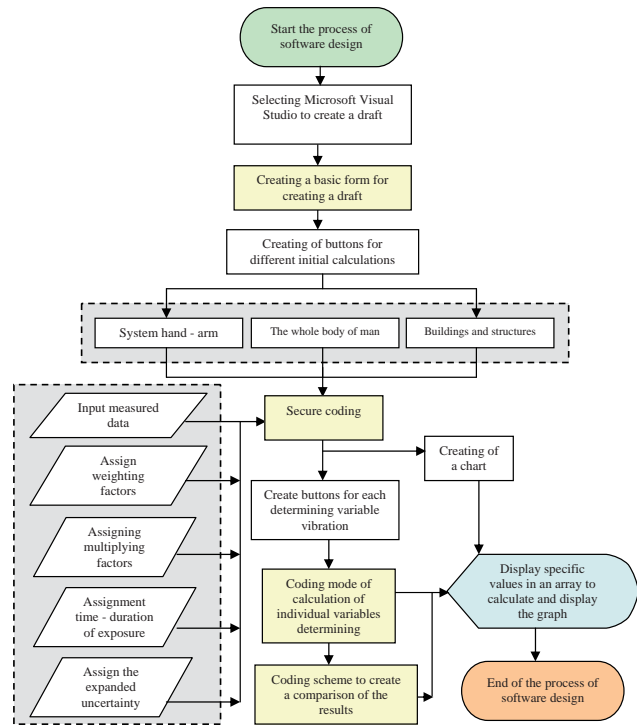 Start the process of
software design
Selecting Microsoft Visual
Studio to create a draft
Creating a basic form for
creating a draft
Creating of buttons for
different initial calculations
System hand - arm
The whole body of man
Buildings and structures
Input measured
data
Secure coding
Assign
weighting
factors
Creating of
a chart
Create buttons for each
determining variable
vibration
Assigning
multiplying
factors
Display specific
values in an array to
calculate and display
the graph
Coding mode of
calculation of
individual variables
determining
Assignment
time - duration
of exposure
Assign the
expanded
uncertainty
Coding scheme to create
a comparison of the
results
End of the process of
software design